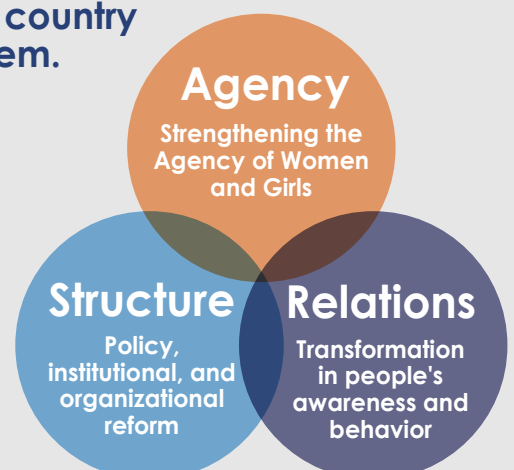 country
em.
Agency
Strengthening the
Agency of Women
and Girls
Structure
Policy,
institutional, and
organizational
reform
Relations
Transformation
in people's
awareness and
behavior